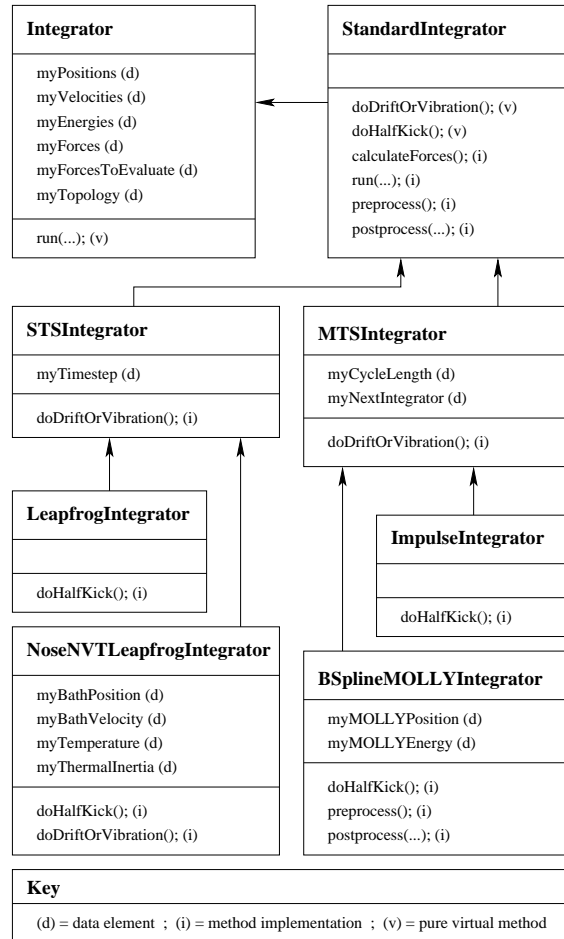 Integrator
myPositions (d)
myVelocities (d)
myEnergies (d)
myForces (d)
myForcesToEvaluate (d)
myTopology (d)
run(...); (v)
StandardIntegrator
doDriftOrVibration(); (v)
doHalfKick(); (v)
calculateForces(); (i)
run(...); (i)
preprocess(); (i)
postprocess(...); (i)
STSIntegrator
myTimestep (d)
doDriftOrVibration(); (i)
MTSIntegrator
myCycleLength (d)
myNextIntegrator (d)
doDriftOrVibration(); (i)
LeapfrogIntegrator
doHalfKick(); (i)
ImpulseIntegrator
doHalfKick(); (i)
NoseNVTLeapfrogIntegrator
myBathPosition (d)
myBathVelocity (d)
myTemperature (d)
myThermalInertia (d)
doHalfKick(); (i)
doDriftOrVibration(); (i)
BSplineMOLLYIntegrator
myMOLLYPosition (d)
myMOLLYEnergy (d)
doHalfKick(); (i)
preprocess(); (i)
postprocess(...); (i)
Key
(d) = data element ; (i) = method implementation ; (v) = pure virtual method